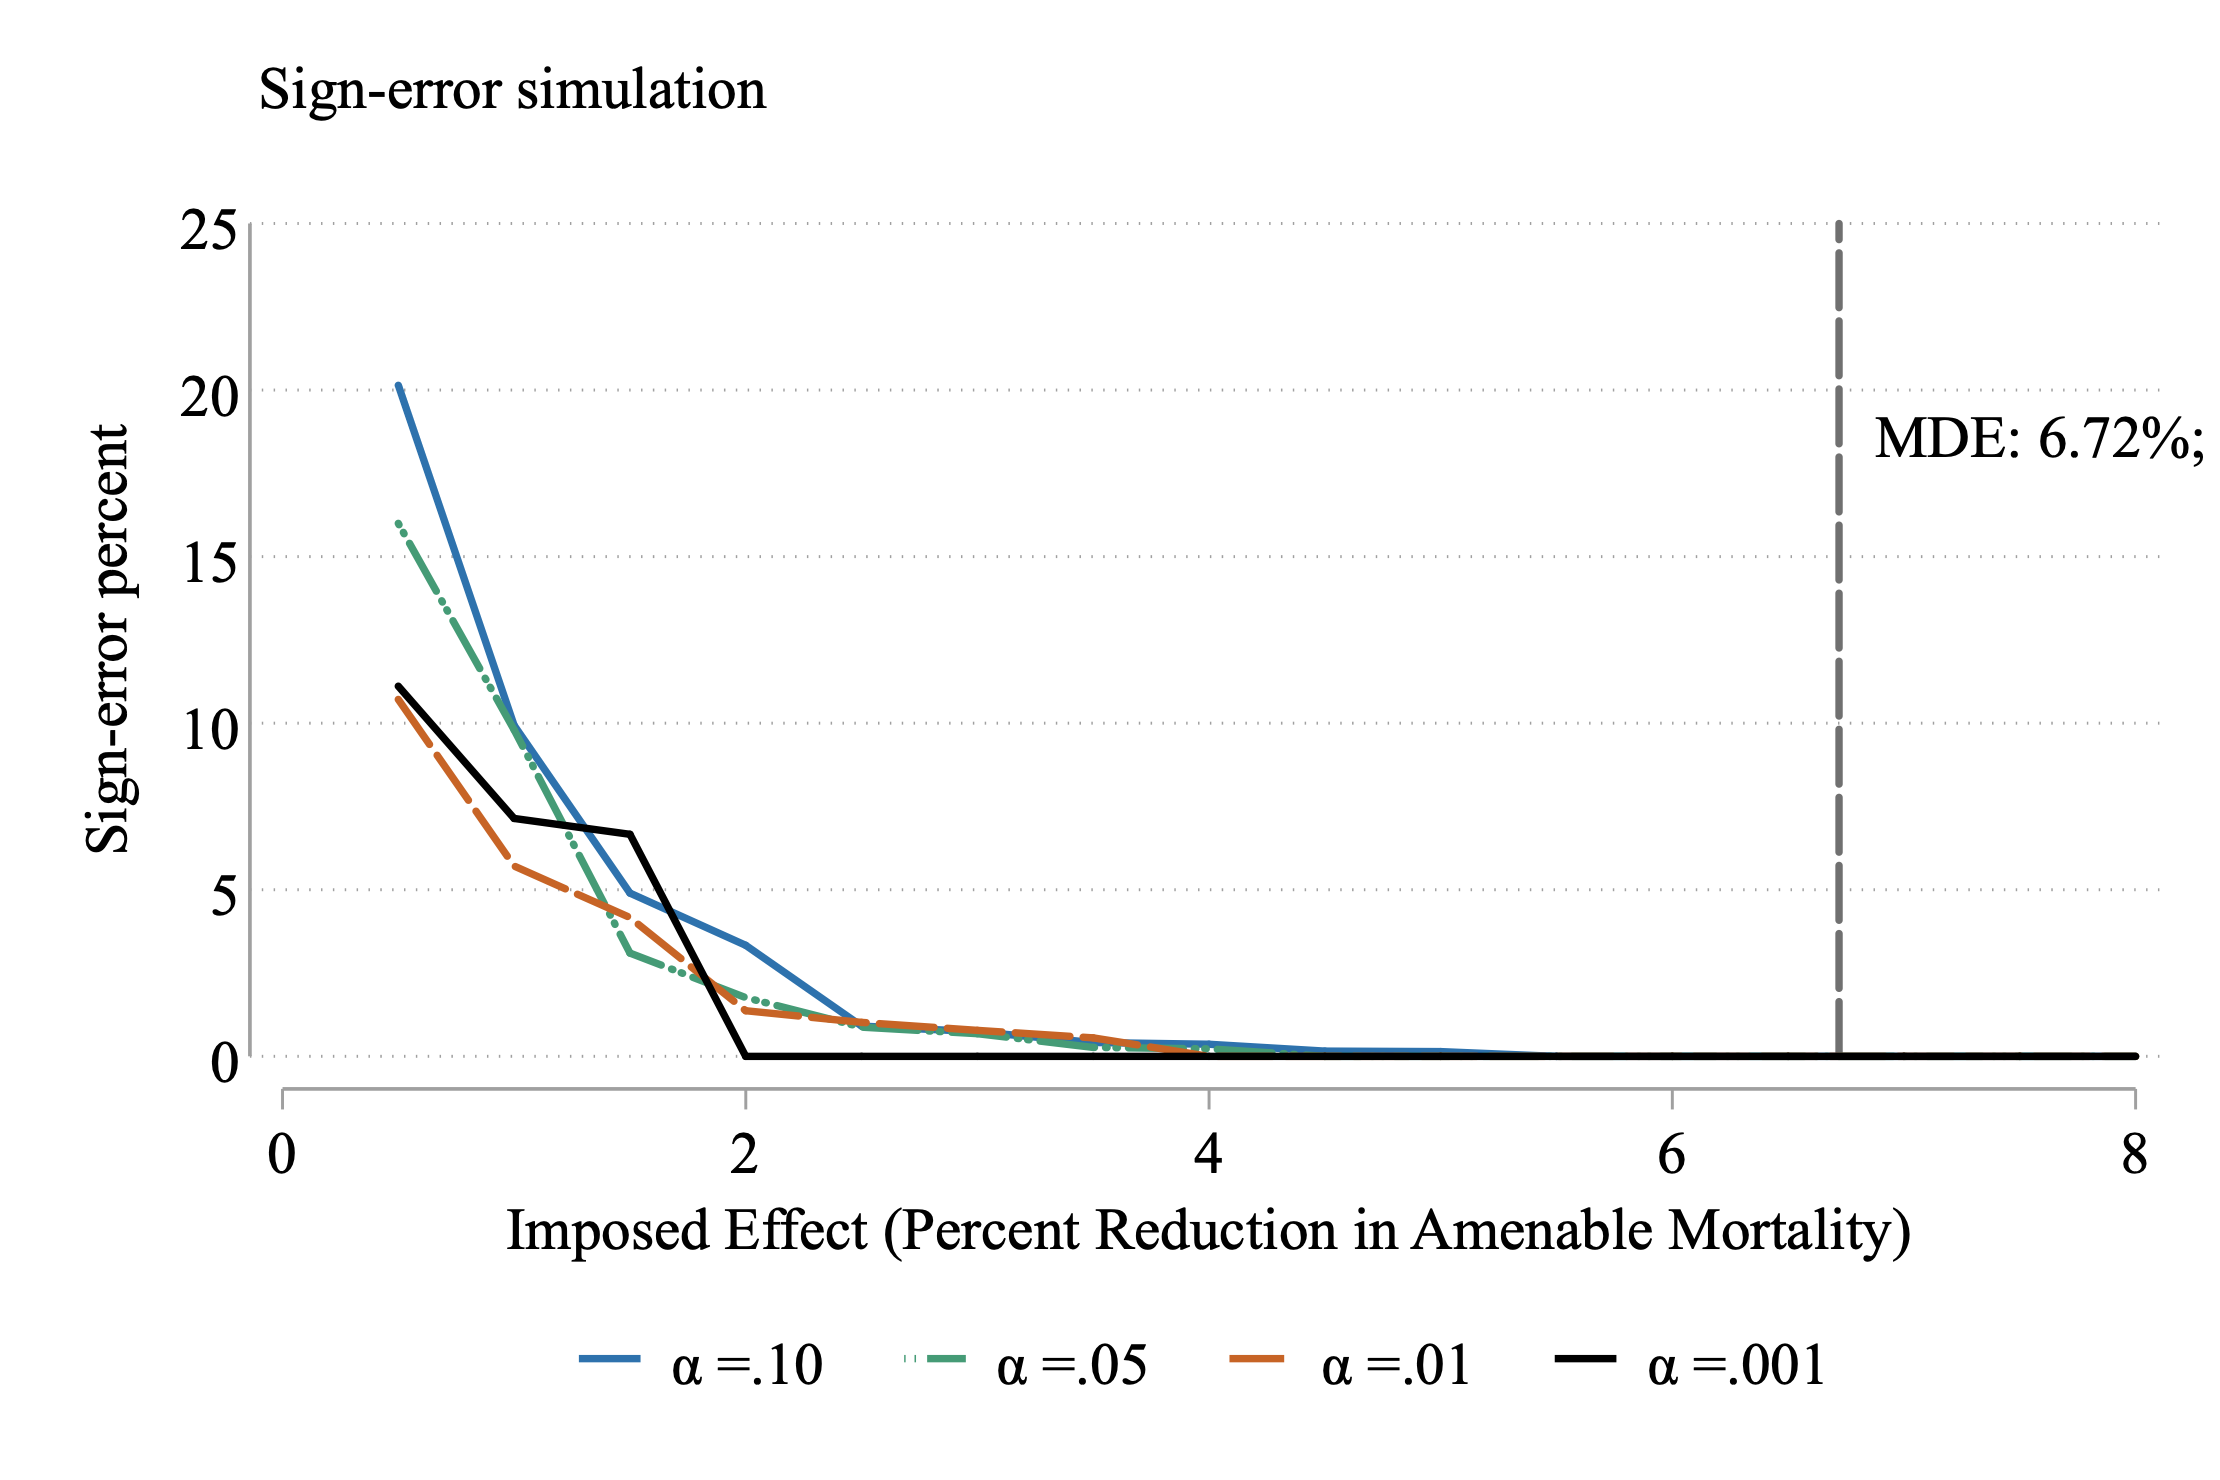 Sign-error simulation
25
20
15
10
5
0
Sign-error percent
MDE: 6.72%;
0 2 4 6 8
Imposed Effect (Percent Reduction in Amenable Mortality)
α =.10 α =.05 α =.01 α =.001